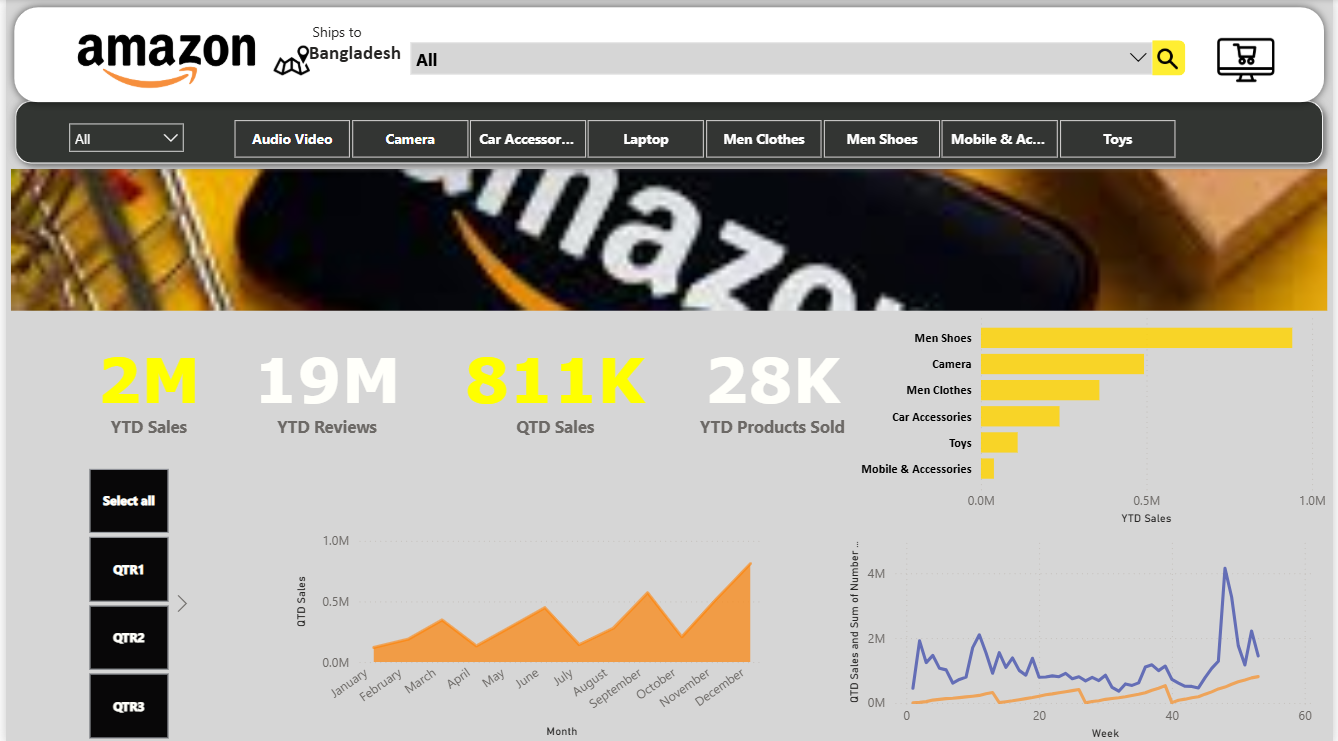 amazon
Ships to
Bangladesh
All
All
Audio Video
Camera
Car Accessor...
Laptop
Men Clothes
Men Shoes
Mobile & Ac...
Toys
amazon
2M
YTD Sales
19M
YTD Reviews
811K
QTD Sales
28K
YTD Products Sold
Men Shoes
Camera
Men Clothes
Car Accessories
Toys
Mobile & Accessories
0.0M
0.5M
1.0M
YTD Sales
Select all
QTR1
QTR2
QTR3
QTD Sales
1.0M
0.5M
0.0M
January
February
March
April
May
June
July
August
September
October
November
December
Month
QTD Sales and Sum of Number ...
4M
2M
0M
0
20
40
60
Week